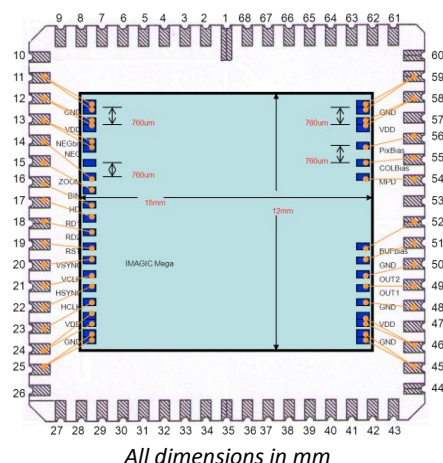 9 8 7 6 5 4 3 2 1 68 67 66 65 64 63 62 61
10 60
11 59
GND 760um 760um GND
12 58
VDD VDD
13 57
NEGbias PixBias
14 NEG 56
760um 760um COLBias
15 55
ZOOM MPD
16 54
BIN 15mm
17 HD 12mm
18 RD1 52
RD2
19 RST BUFbias 51
20 VSYNC IMAGIC Mega GND 50
21 VCLK OUT2 49
HSYNC OUT1
22 48
HCLK GND
23 47
VDD VDD
24 46
GND GND
25 45
26 44
27 28 29 30 31 32 33 34 35 36 37 38 39 40 41 42 43
All dimensions in mm